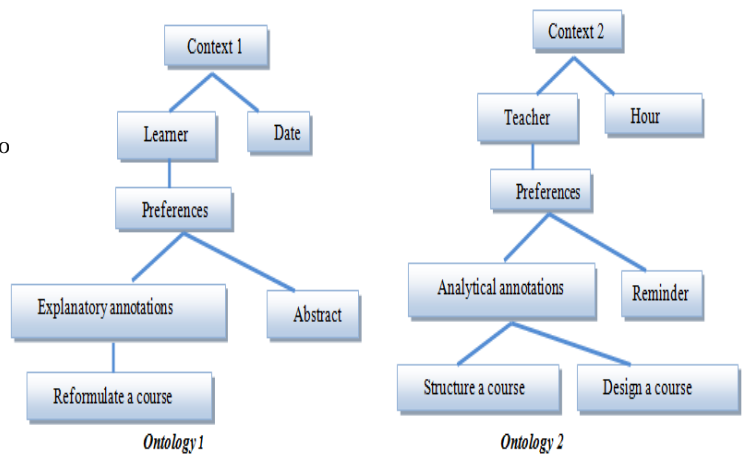 o
Context 1
Learner
Date
Preferences
Explanatory annotations
Abstract
Reformulate a course
Ontology 1
Context 2
Teacher
Hour
Preferences
Analytical annotations
Reminder
Structure a course
Design a course
Ontology 2